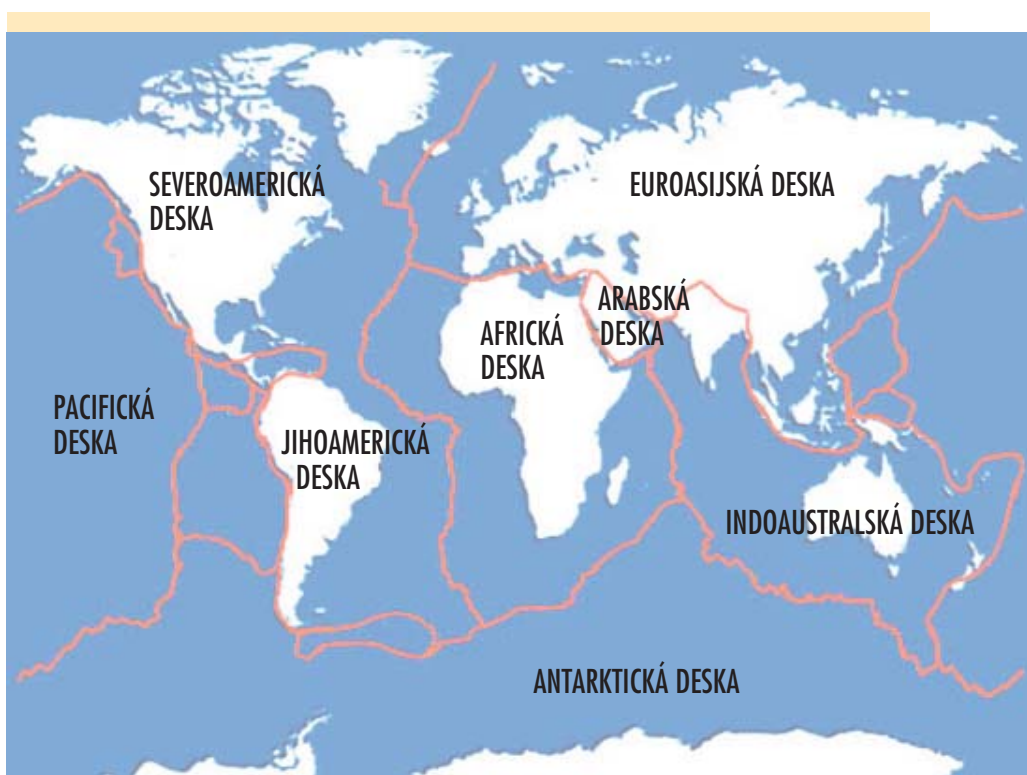 SEVEROAMERICKÁ
DESKA
EUROASIJSKÁ DESKA
ARABSKÁ
DESKA
AFRICKÁ
DESKA
PACIFICKÁ
DESKA
JIHOAMERICKÁ
DESKA
INDOAUSTRALSKÁ DESKA
ANTARKTICKÁ DESKA